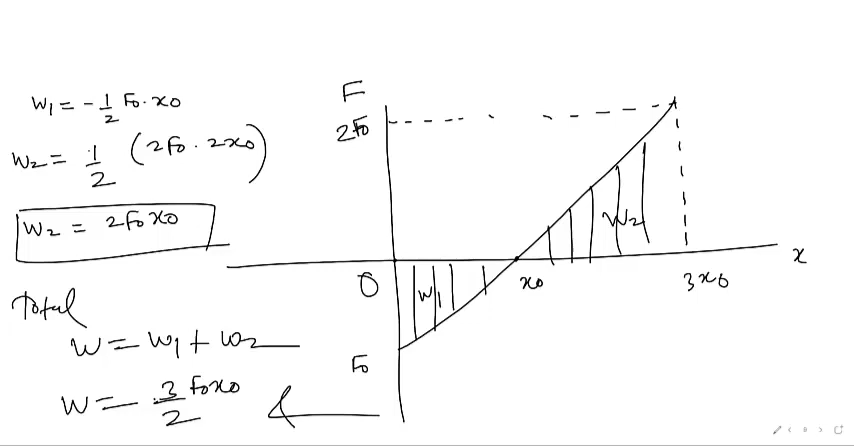 W₁ = - 1/2 F₀ · x₀
W₂ = 1/2 (2F₀ · 2x₀)
W₂ = 2F₀x₀
Total
W = W₁ + W₂
W = 3/2 F₀x₀
F
2F₀
W₂
O
W₁
x₀
3x₀
x
F₀